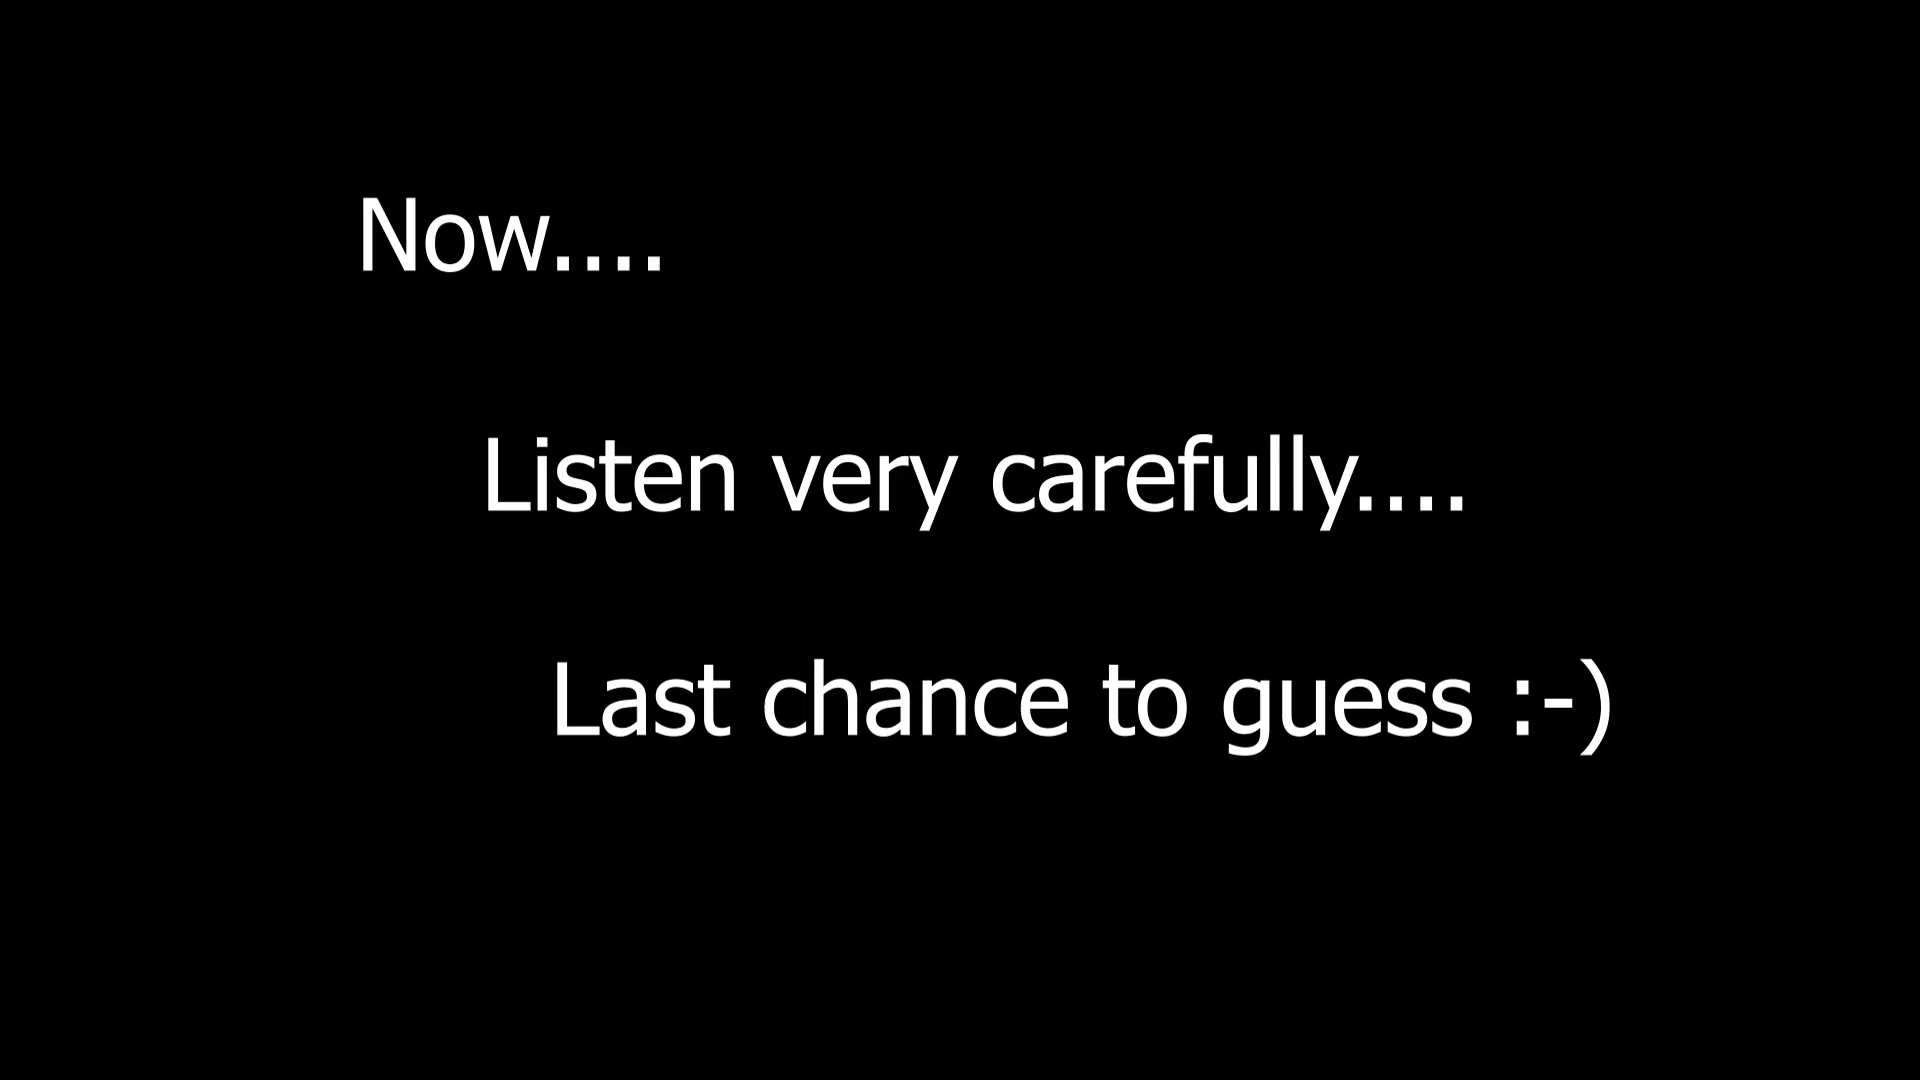 Now....
Listen very carefully....
Last chance to guess :-)